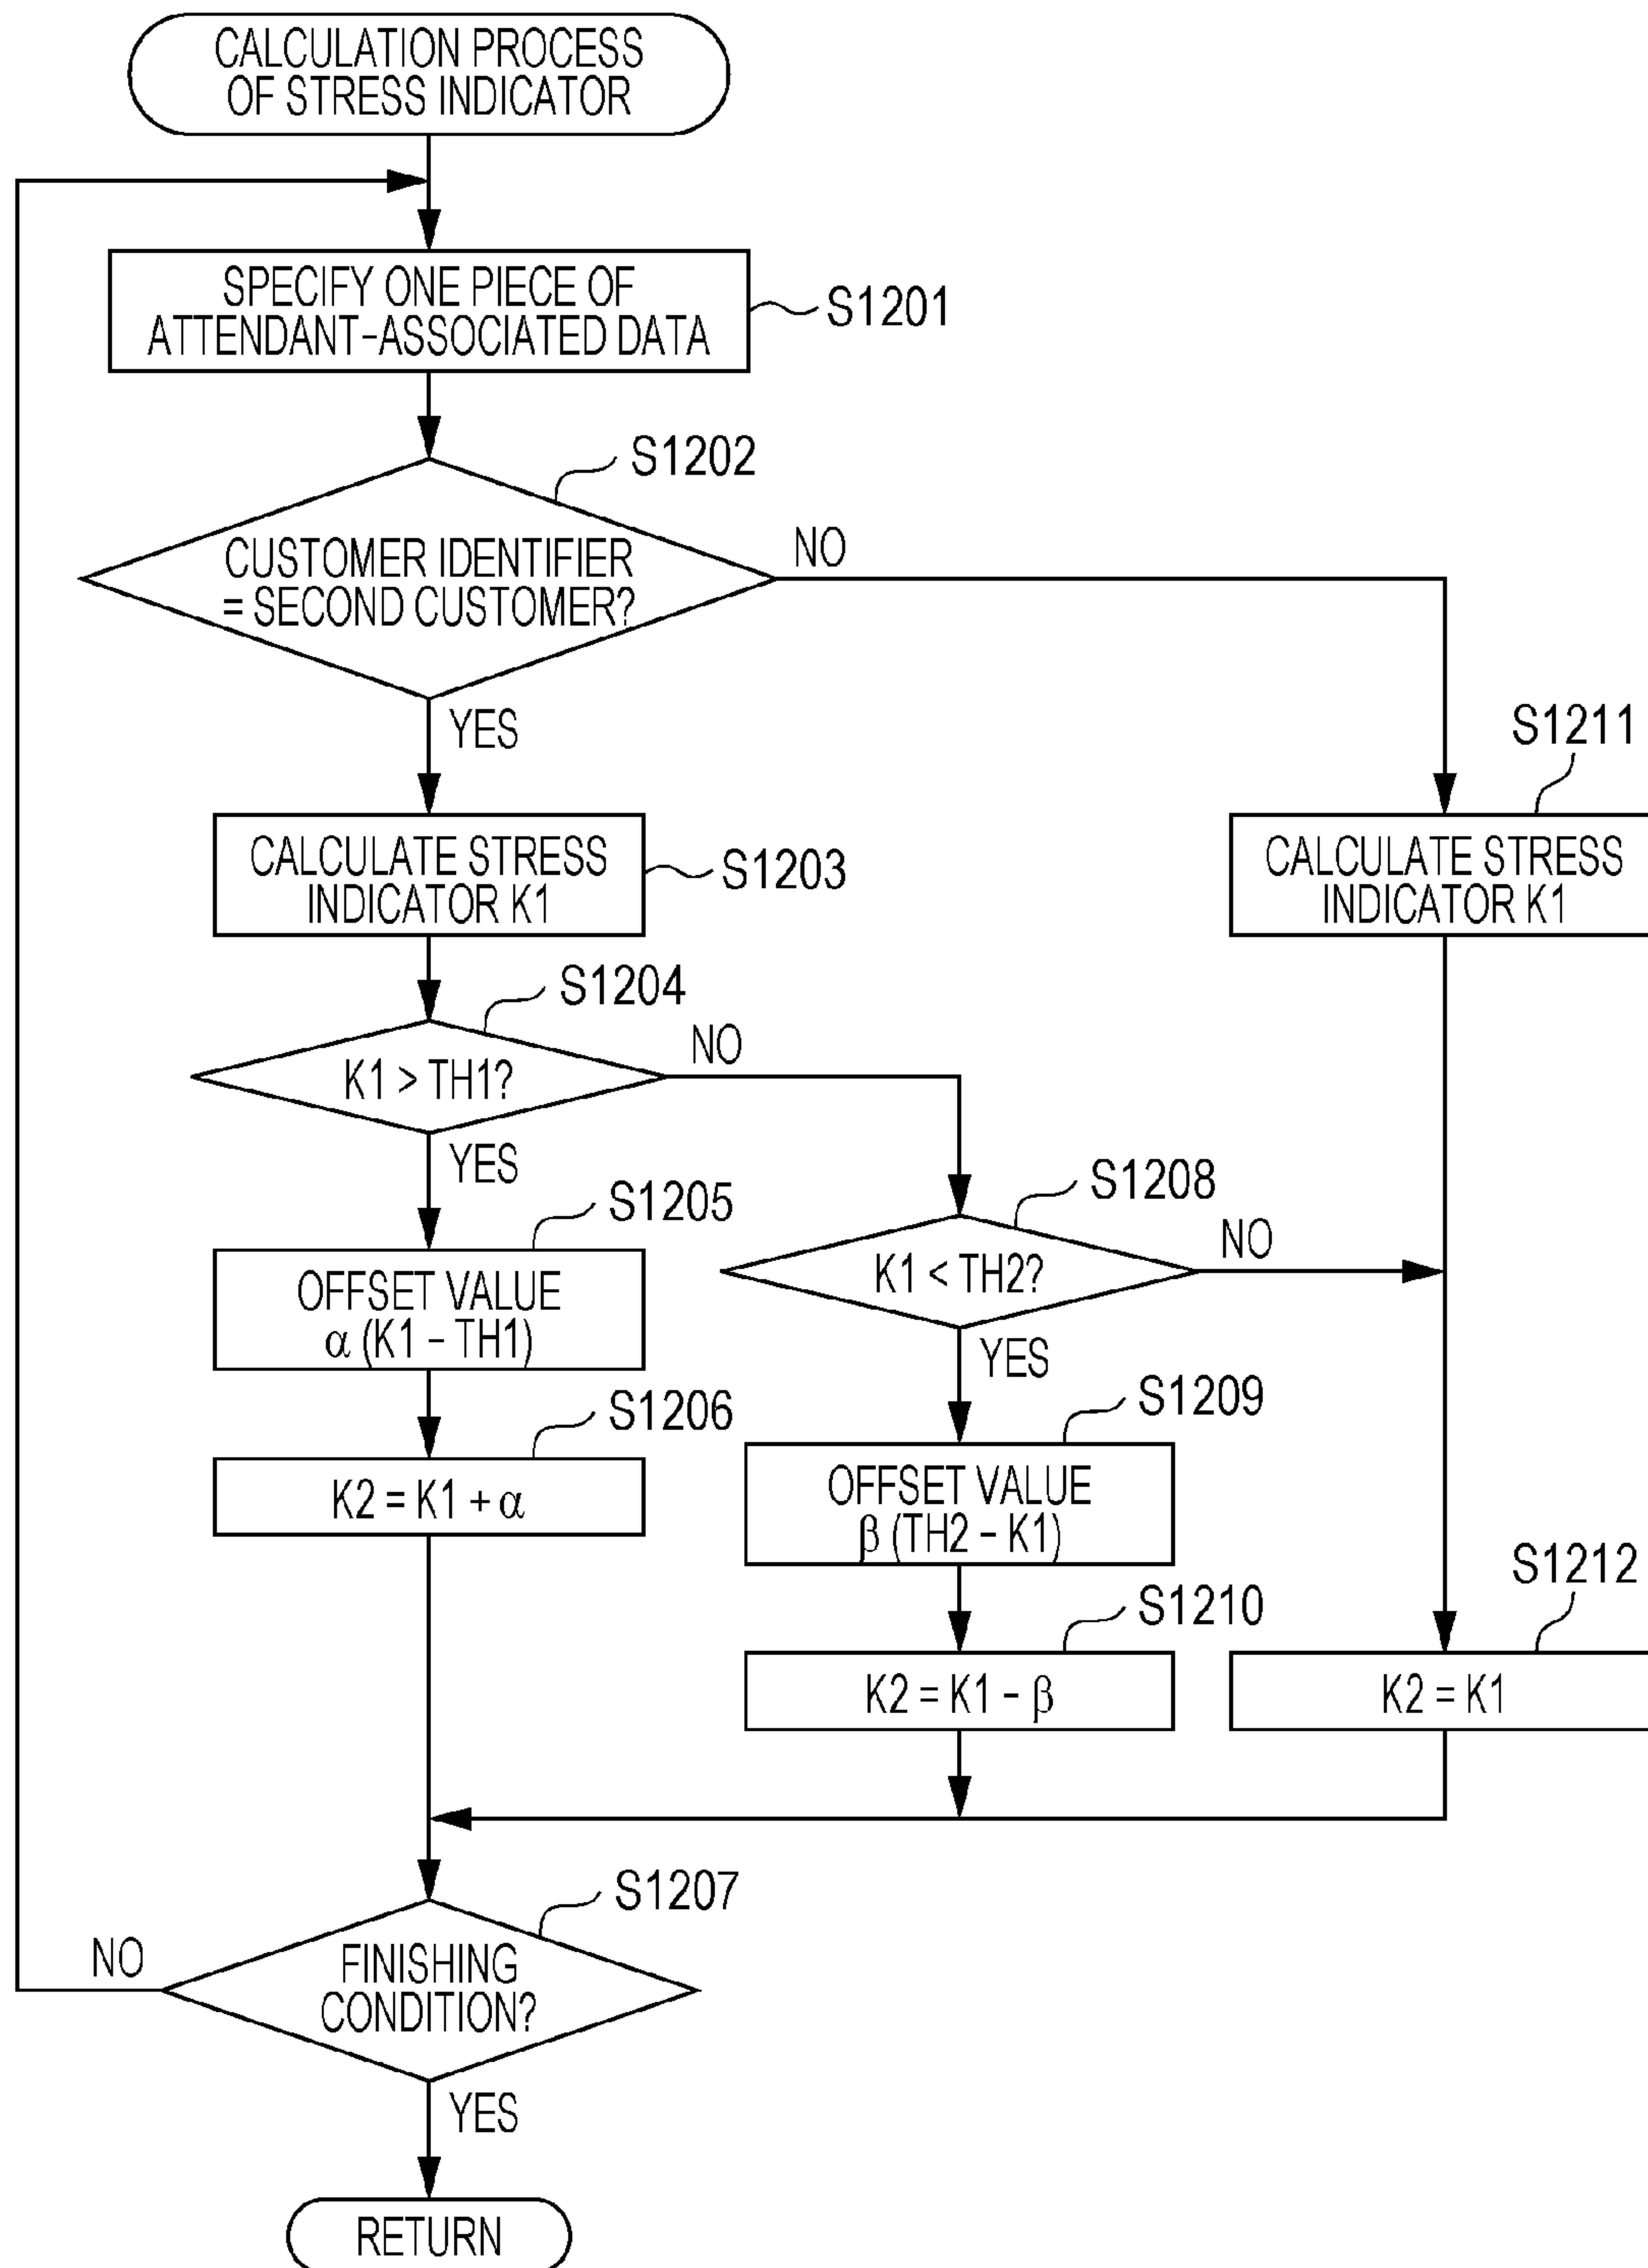 CALCULATION PROCESS
OF STRESS INDICATOR
SPECIFY ONE PIECE OF
ATTENDANT-ASSOCIATED DATA
S1201
S1202
CUSTOMER IDENTIFIER
= SECOND CUSTOMER?
NO
YES
S1211
CALCULATE STRESS
INDICATOR K1
S1203
CALCULATE STRESS
INDICATOR K1
S1204
K1 > TH1?
NO
YES
S1208
K1 < TH2?
NO
YES
S1205
OFFSET VALUE
α (K1 - TH1)
S1206
K2 = K1 + α
S1209
OFFSET VALUE
β (TH2 - K1)
S1210
K2 = K1 - β
S1212
K2 = K1
S1207
FINISHING
CONDITION?
NO
YES
RETURN